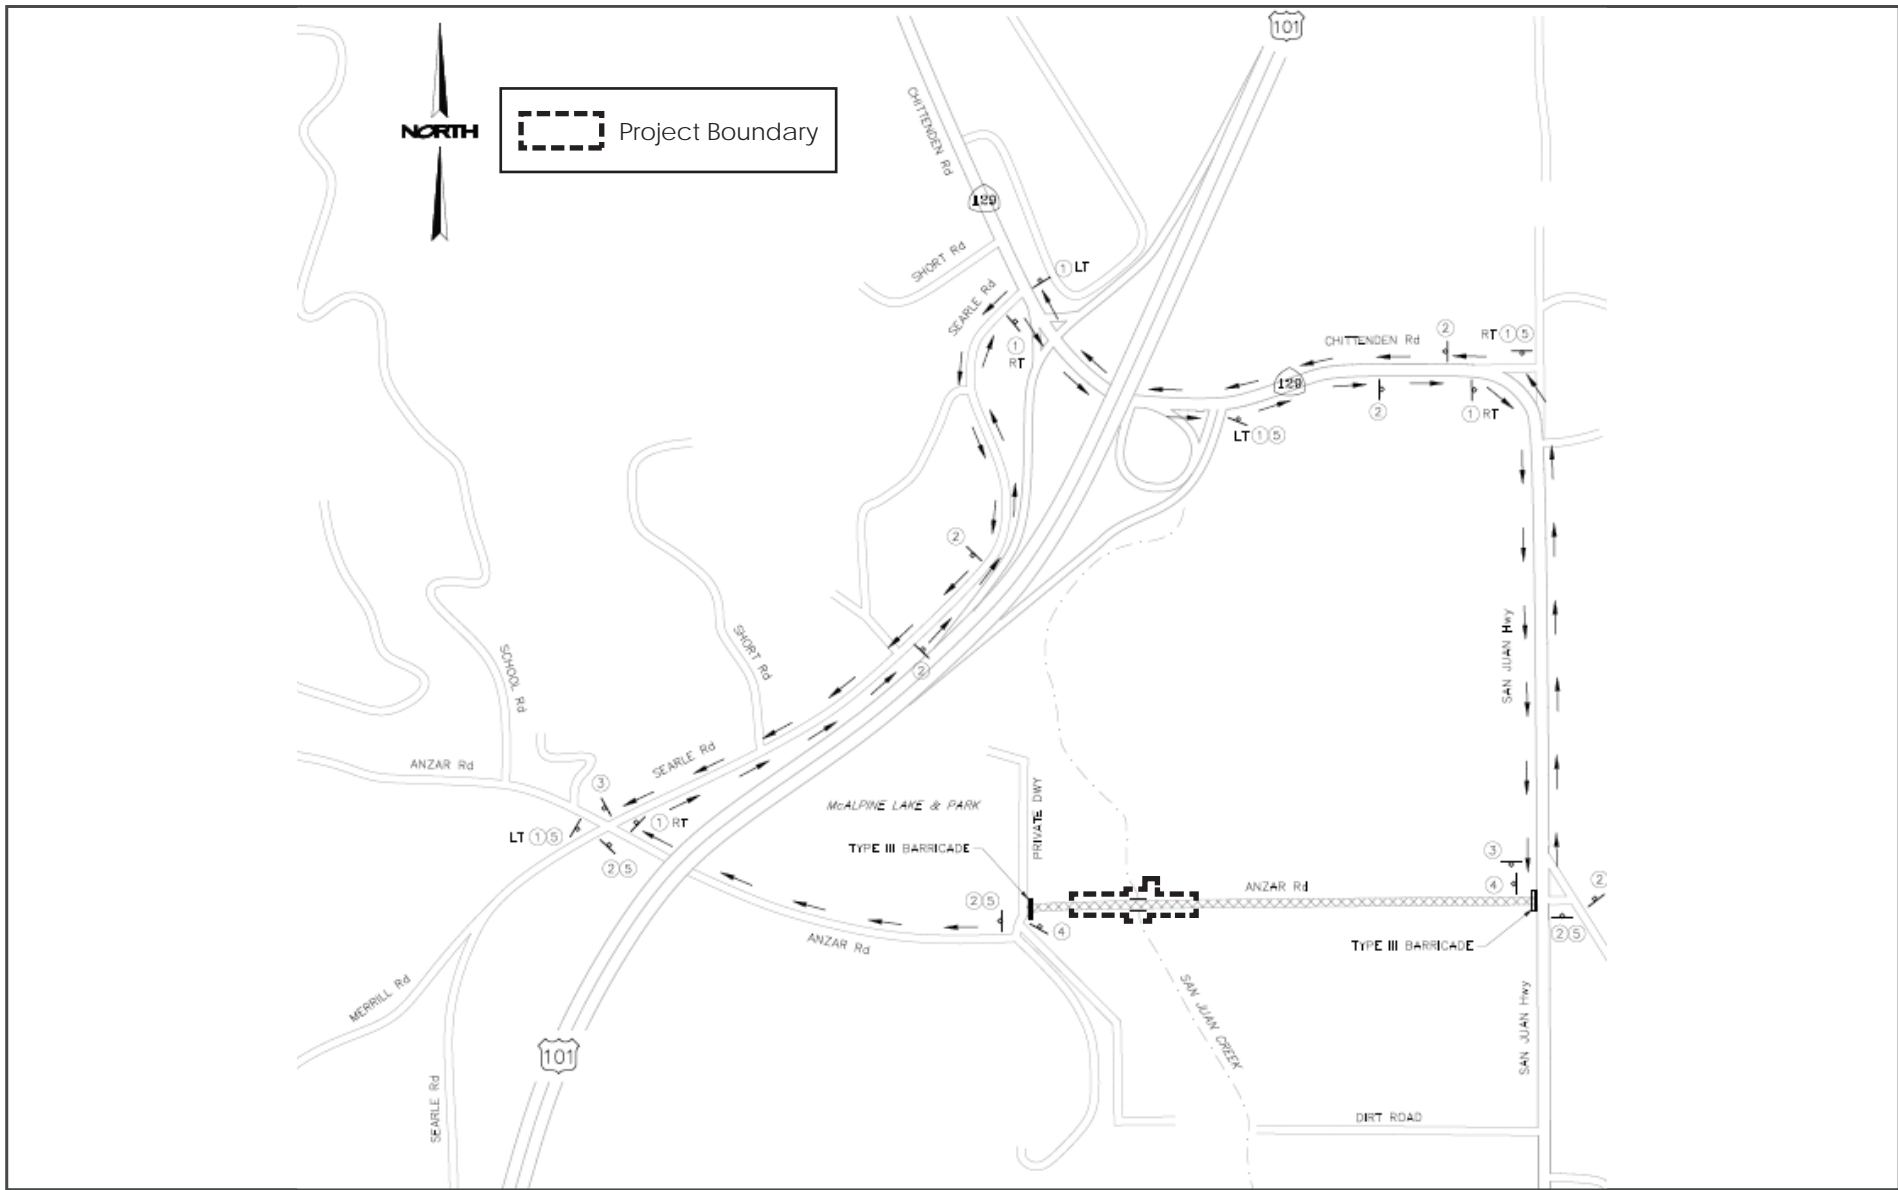 101
NORTH
Project Boundary
CHITTENDEN Rd
129
SHORT Rd
1 LT
SEARLE Rd
1
RT
CHITTENDEN Rd
2
RT 1 5
129
2
1 RT
LT 1 5
2
SHORT Rd
SCHOOL Rd
2
SAN JUAN Hwy
ANZAR Rd
SEARLE Rd
3
LT 1 5
1 RT
2 5
McALPINE LAKE & PARK
PRIVATE DWY
TYPE III BARRICADE
3
4
ANZAR Rd
2
2 5
4
2 5
ANZAR Rd
TYPE III BARRICADE
MERRILL Rd
SAN JUAN CREEK
SAN JUAN Hwy
101
SEARLE Rd
DIRT ROAD